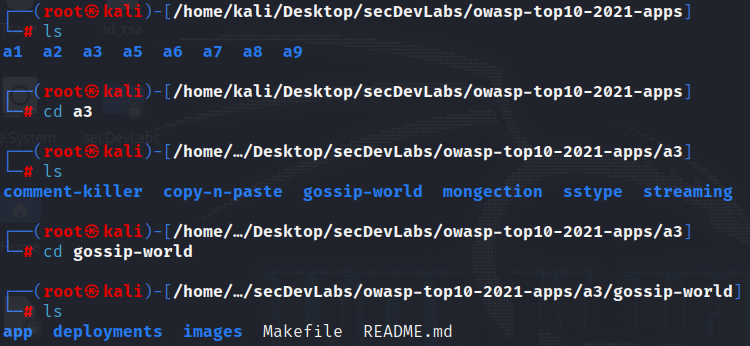 id_rsa
┌──(root㉿kali)-[/home/kali/Desktop/secDevLabs/owasp-top10-2021-apps]
└─# ls
a1 a2 a3 a5 a6 a7 a8 a9
┌──(root㉿kali)-[/home/kali/Desktop/secDevLabs/owasp-top10-2021-apps]
└─# cd a3
System secDevLabs
┌──(root㉿kali)-[/home/…/Desktop/secDevLabs/owasp-top10-2021-apps/a3]
└─# ls
comment-killer copy-n-paste gossip-world mongection sstype streaming
┌──(root㉿kali)-[/home/…/Desktop/secDevLabs/owasp-top10-2021-apps/a3]
└─# cd gossip-world
┌──(root㉿kali)-[/home/…/secDevLabs/owasp-top10-2021-apps/a3/gossip-world]
└─# ls
app deployments images Makefile README.md